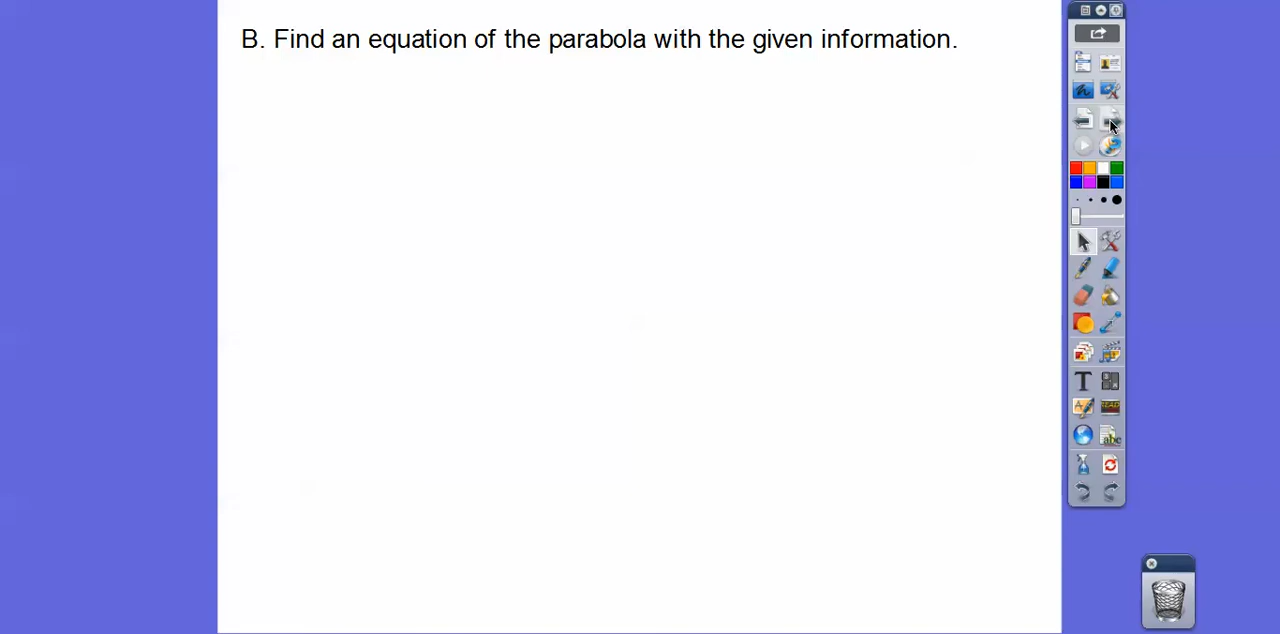 B. Find an equation of the parabola with the given information.